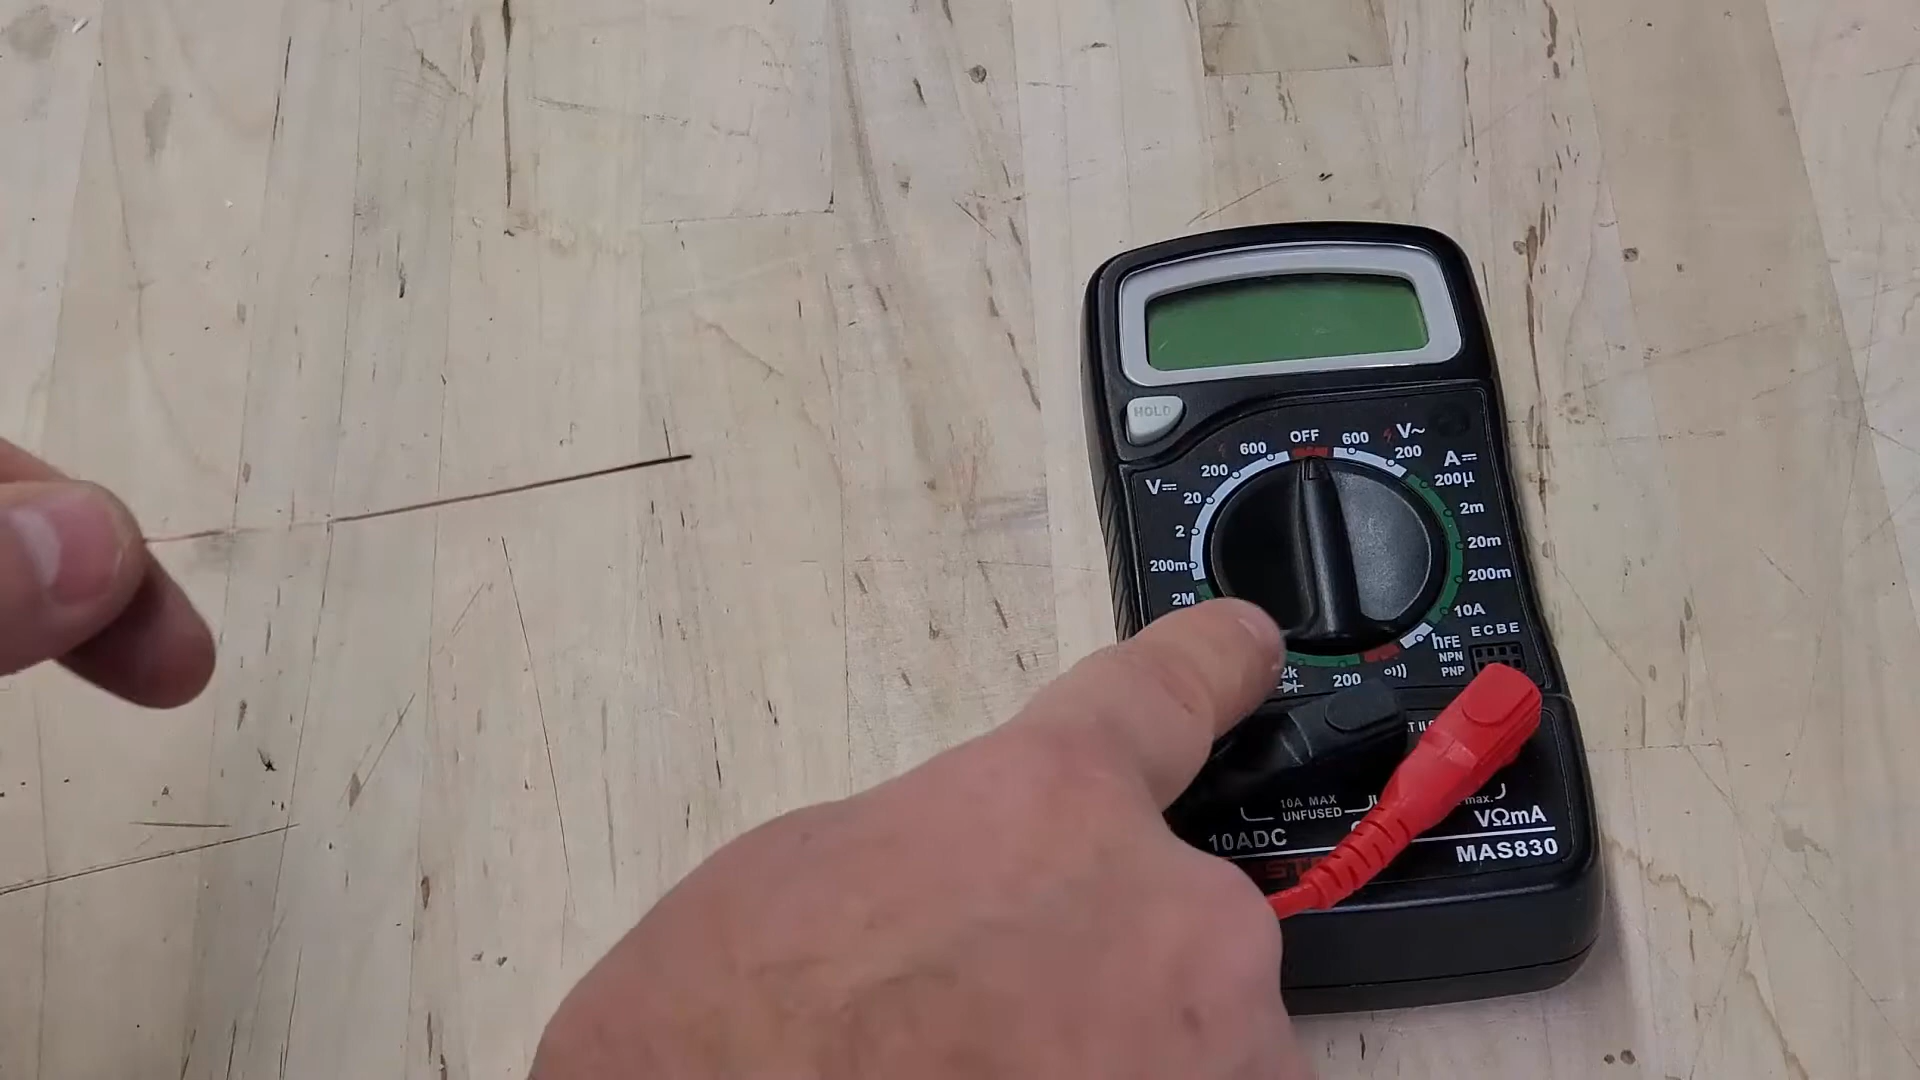 HOLD
OFF
600
600
V~
200
200
A⎓
V⎓
20
200µ
2
2m
200m
20m
2M
200m
10A
hFE
ECBE
NPN
PNP
2k
200
10A MAX
UNFUSED
max.
10ADC
VΩmA
MAS830